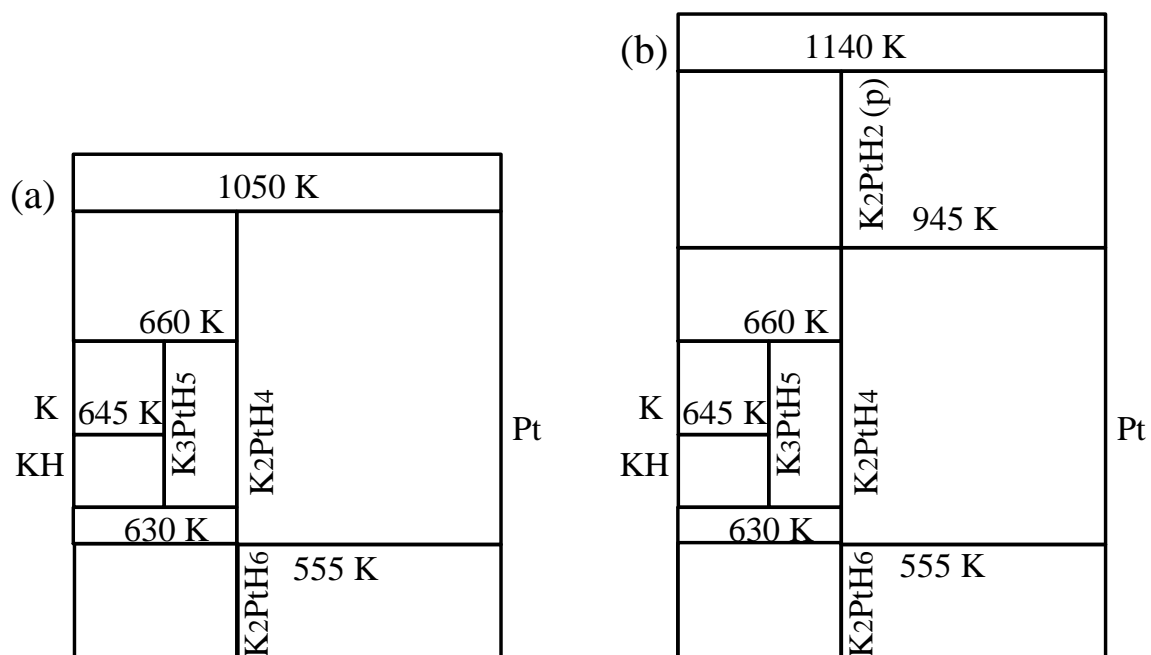 (a)
1050 K
660 K
K
645 K
K3PtH5
K2PtH4
Pt
KH
630 K
K2PtH6
555 K
(b)
1140 K
K2PtH2 (p)
945 K
660 K
K
645 K
K3PtH5
K2PtH4
Pt
KH
630 K
K2PtH6
555 K